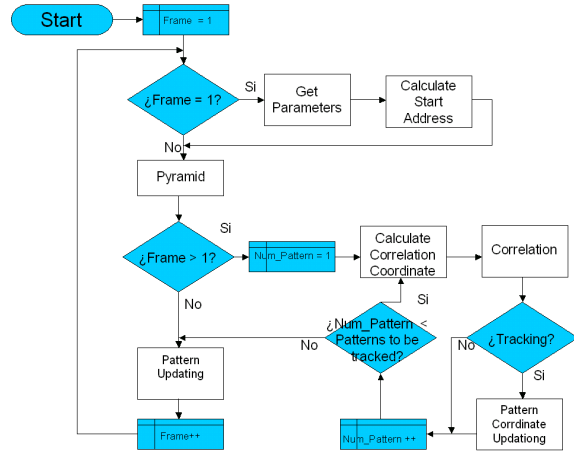 Start
Frame = 1
¿Frame = 1?
Si
Get
Parameters
Calculate
Start
Address
No
Pyramid
Si
¿Frame > 1?
Num_Pattern = 1
Calculate
Correlation
Coordinate
Correlation
No
Si
¿Num_Pattern <
Patterns to be
tracked?
No
¿Tracking?
No
Si
Pattern
Updating
Pattern
Corrdinate
Updationg
Frame++
Num_Pattern ++